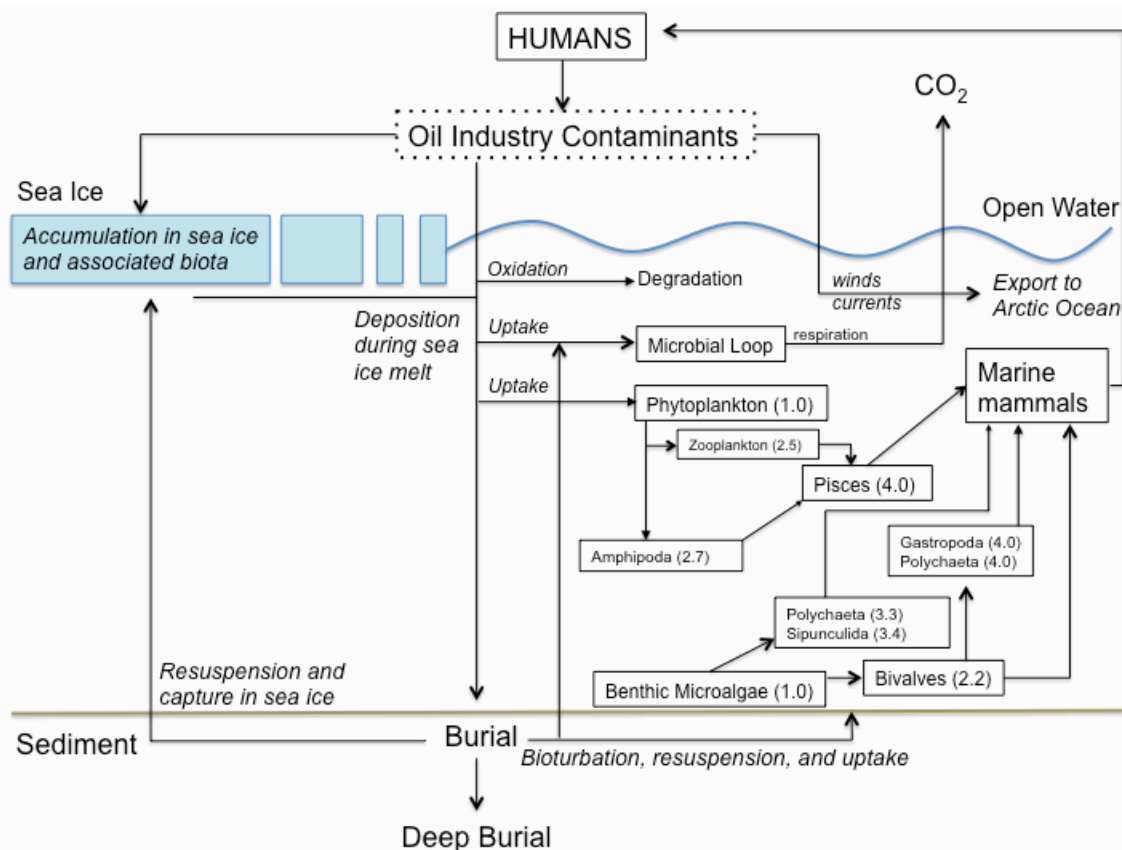 HUMANS
CO2
Oil Industry Contaminants
Sea Ice
Open Water
Accumulation in sea ice
and associated biota
Oxidation
Degradation
winds
currents
Export to
Arctic Ocean
Deposition
during sea
ice melt
Uptake
Microbial Loop
respiration
Marine
mammals
Uptake
Phytoplankton (1.0)
Zooplankton (2.5)
Pisces (4.0)
Amphipoda (2.7)
Gastropoda (4.0)
Polychaeta (4.0)
Polychaeta (3.3)
Sipunculida (3.4)
Resuspension and
capture in sea ice
Benthic Microalgae (1.0)
Bivalves (2.2)
Sediment
Burial
Bioturbation, resuspension, and uptake
Deep Burial